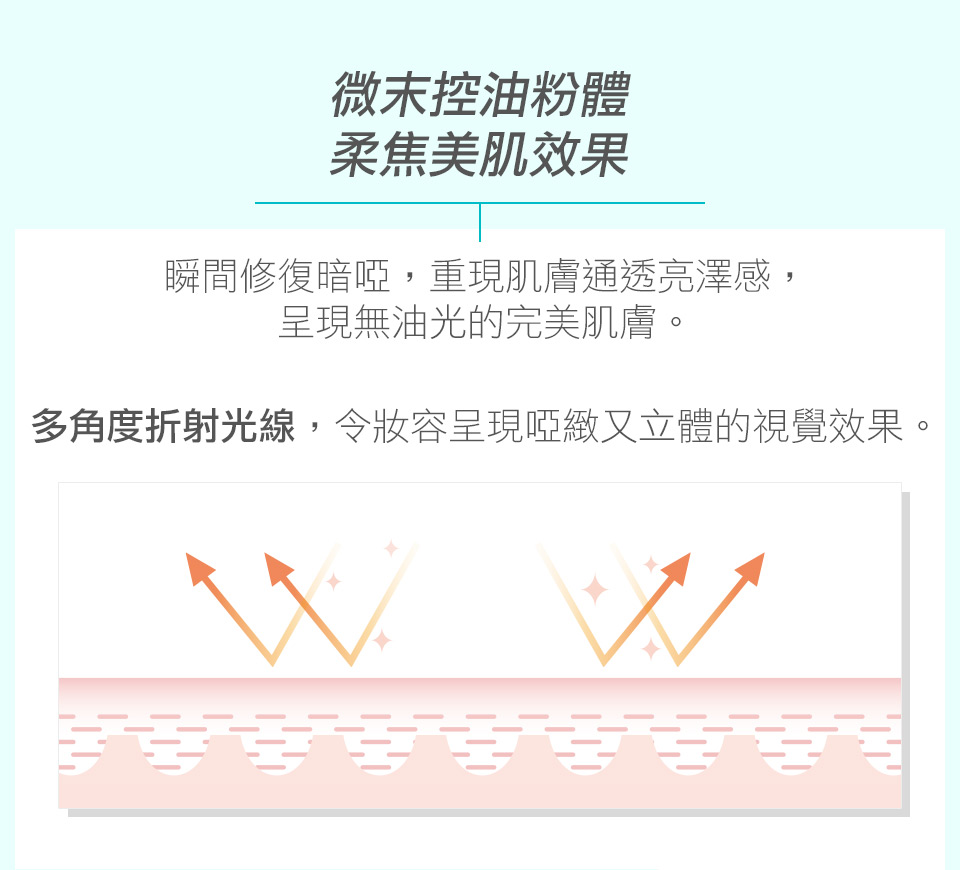 微末控油粉體
柔焦美肌效果
瞬間修復暗啞，重現肌膚通透亮澤感，
呈現無油光的完美肌膚。
多角度折射光線，令妝容呈現啞緻又立體的視覺效果。